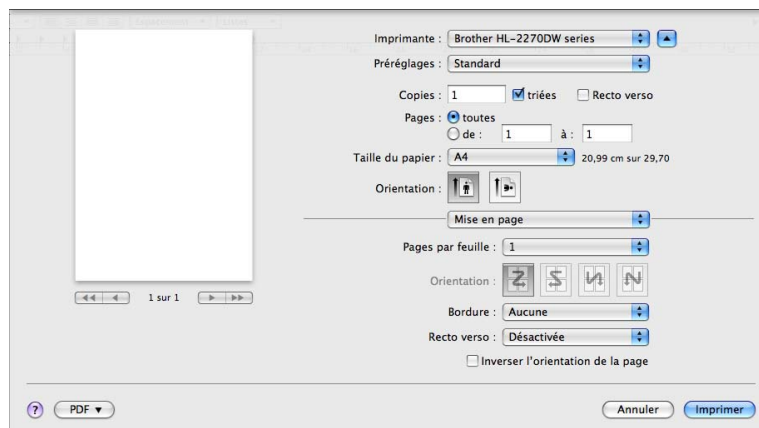 Imprimante : Brother HL-2270DW series
Préréglages : Standard
Copies : 1 triées Recto verso
Pages : toutes
de : 1 à : 1
Taille du papier : A4 20,99 cm sur 29,70
Orientation :
Mise en page
Pages par feuille : 1
Orientation :
Bordure : Aucune
Recto verso : Désactivée
Inverser l'orientation de la page
1 sur 1
? PDF Annuler Imprimer